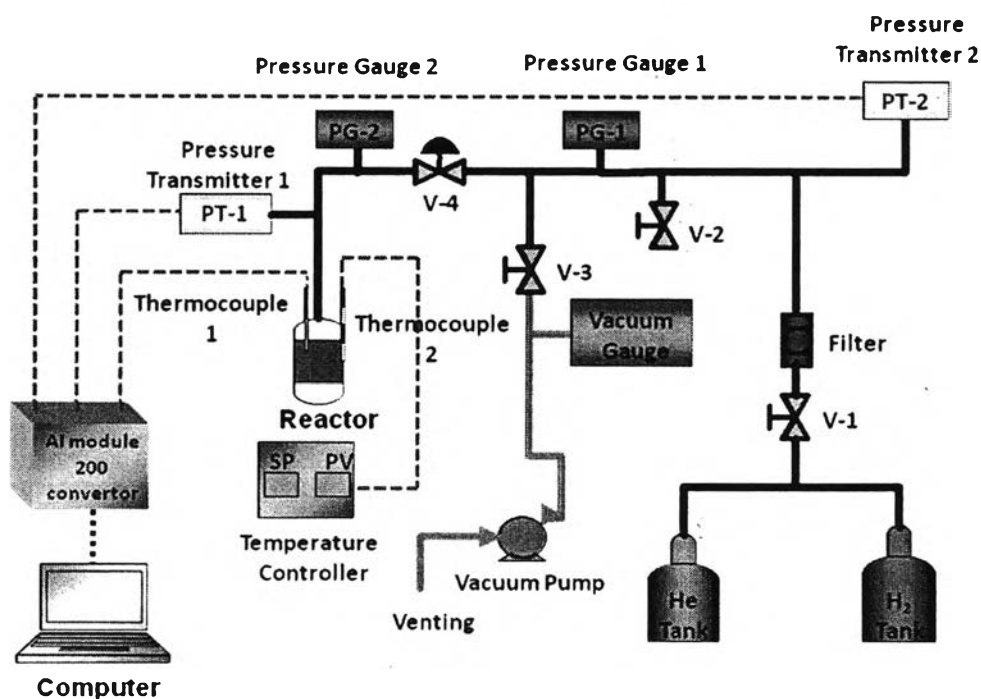 Pressure
Transmitter 2
Pressure Gauge 2
Pressure Gauge 1
PT-2
PG-2
PG-1
Pressure
Transmitter 1
PT-1
V-4
V-2
V-3
Thermocouple
1
Thermocouple
2
Vacuum
Gauge
Filter
Reactor
V-1
AI module
200
convertor
SP PV
Temperature
Controller
Vacuum Pump
Venting
He
Tank
H₂
Tank
Computer